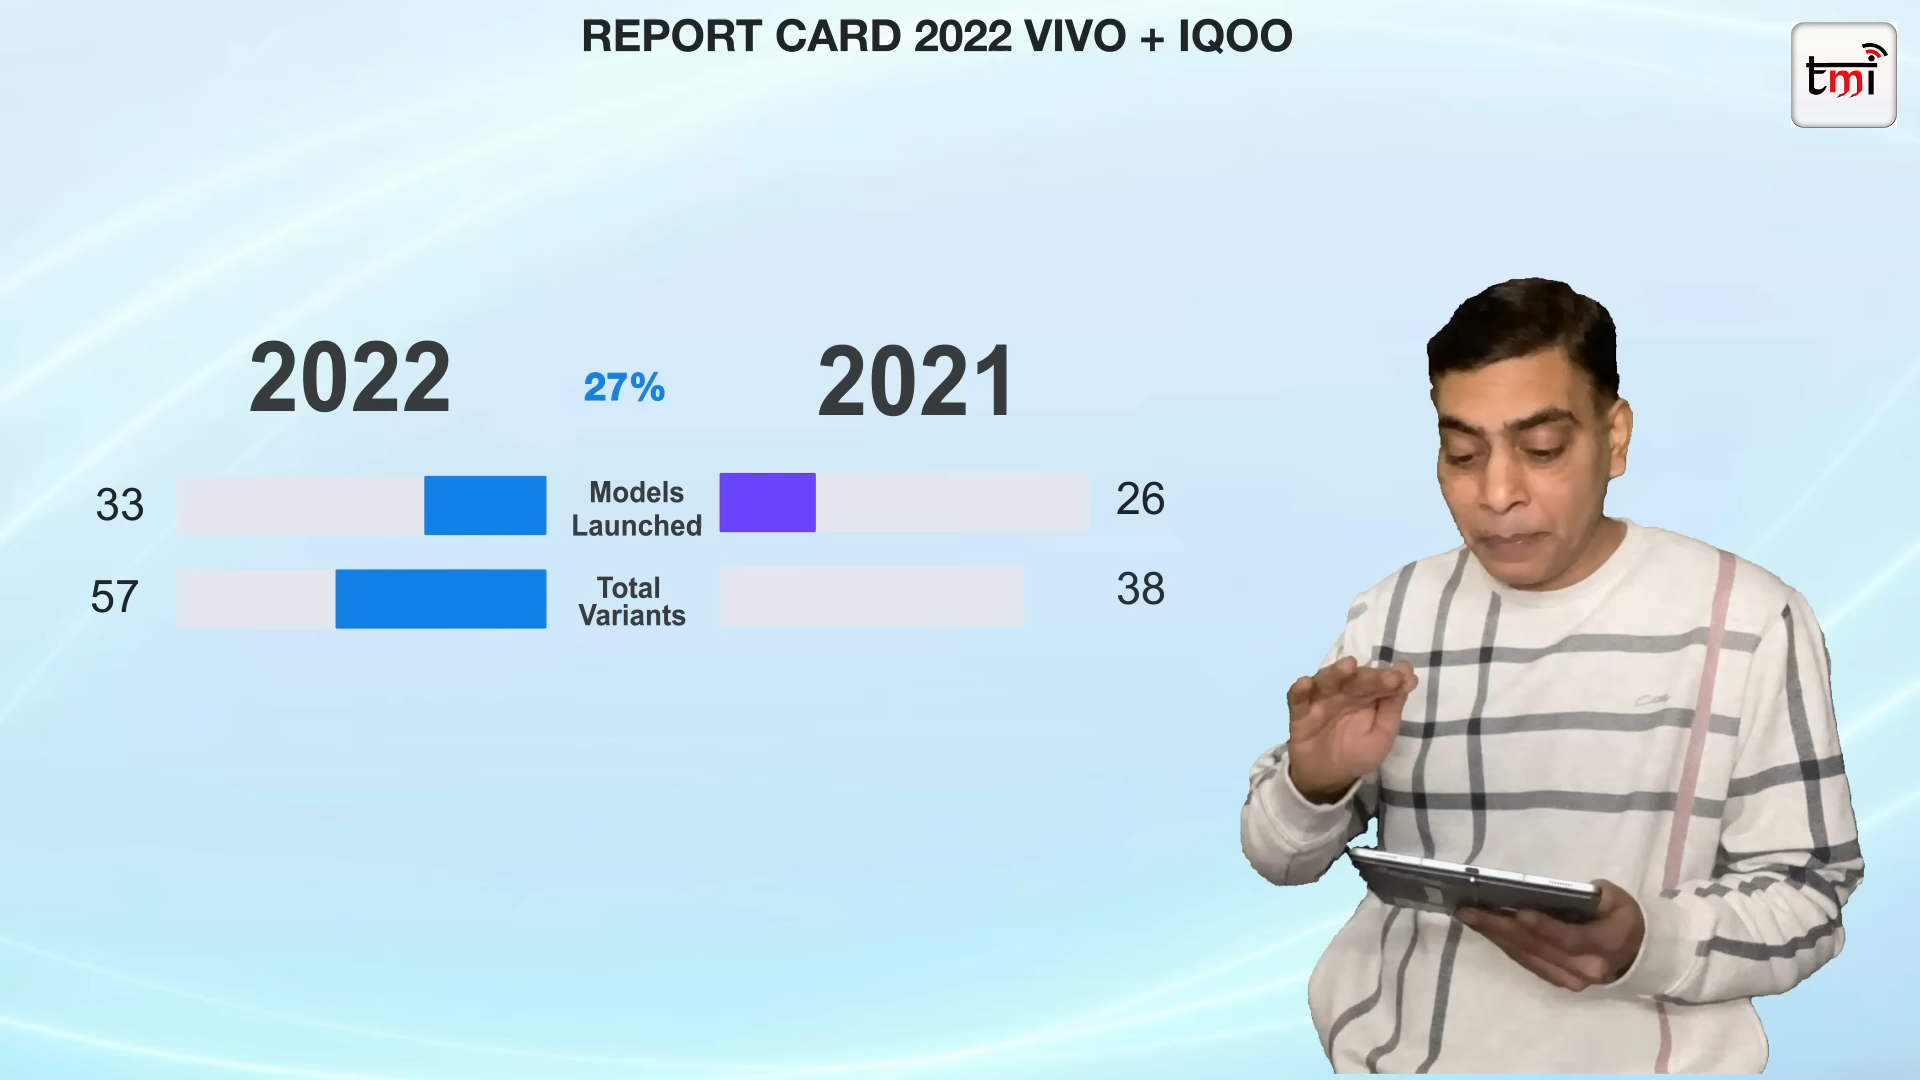 REPORT CARD 2022 VIVO + IQOO
tmi
2022
27%
2021
33
Models
Launched
26
57
Total
Variants
38